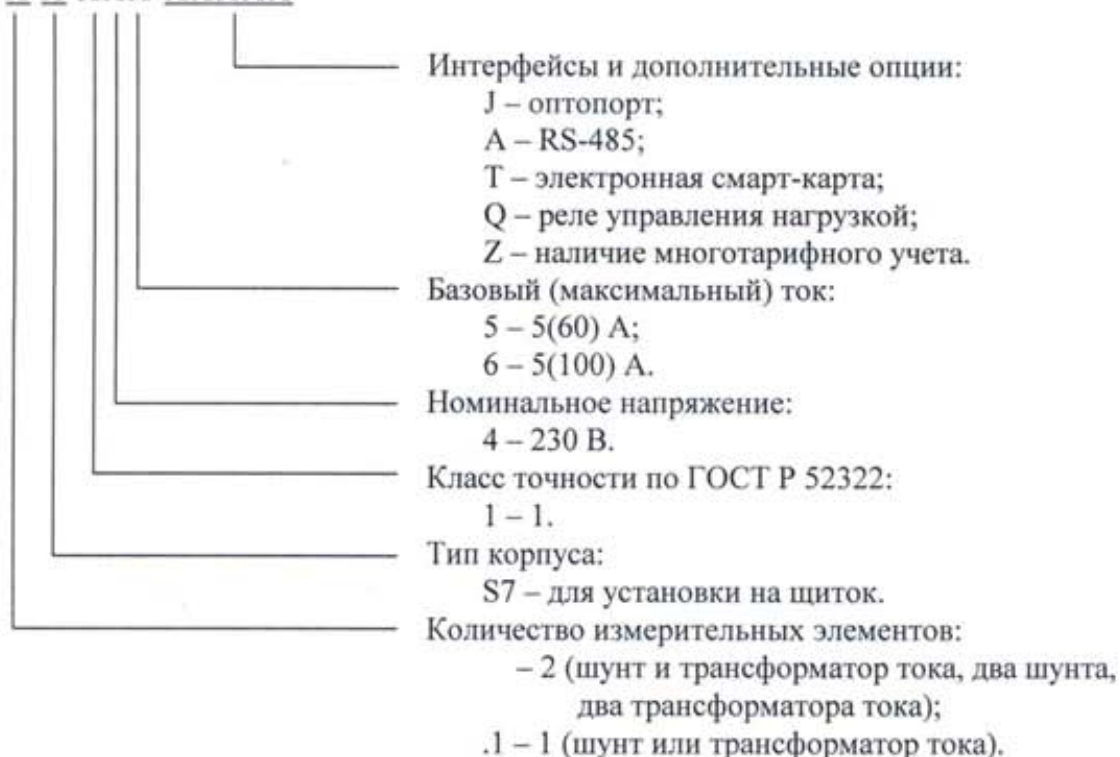 Интерфейсы и дополнительные опции:
J – оптопорт;
A – RS-485;
T – электронная смарт-карта;
Q – реле управления нагрузкой;
Z – наличие многотарифного учета.
Базовый (максимальный) ток:
5 – 5(60) А;
6 – 5(100) А.
Номинальное напряжение:
4 – 230 В.
Класс точности по ГОСТ Р 52322:
1 – 1.
Тип корпуса:
S7 – для установки на щиток.
Количество измерительных элементов:
– 2 (шунт и трансформатор тока, два шунта,
два трансформатора тока);
.1 – 1 (шунт или трансформатор тока).